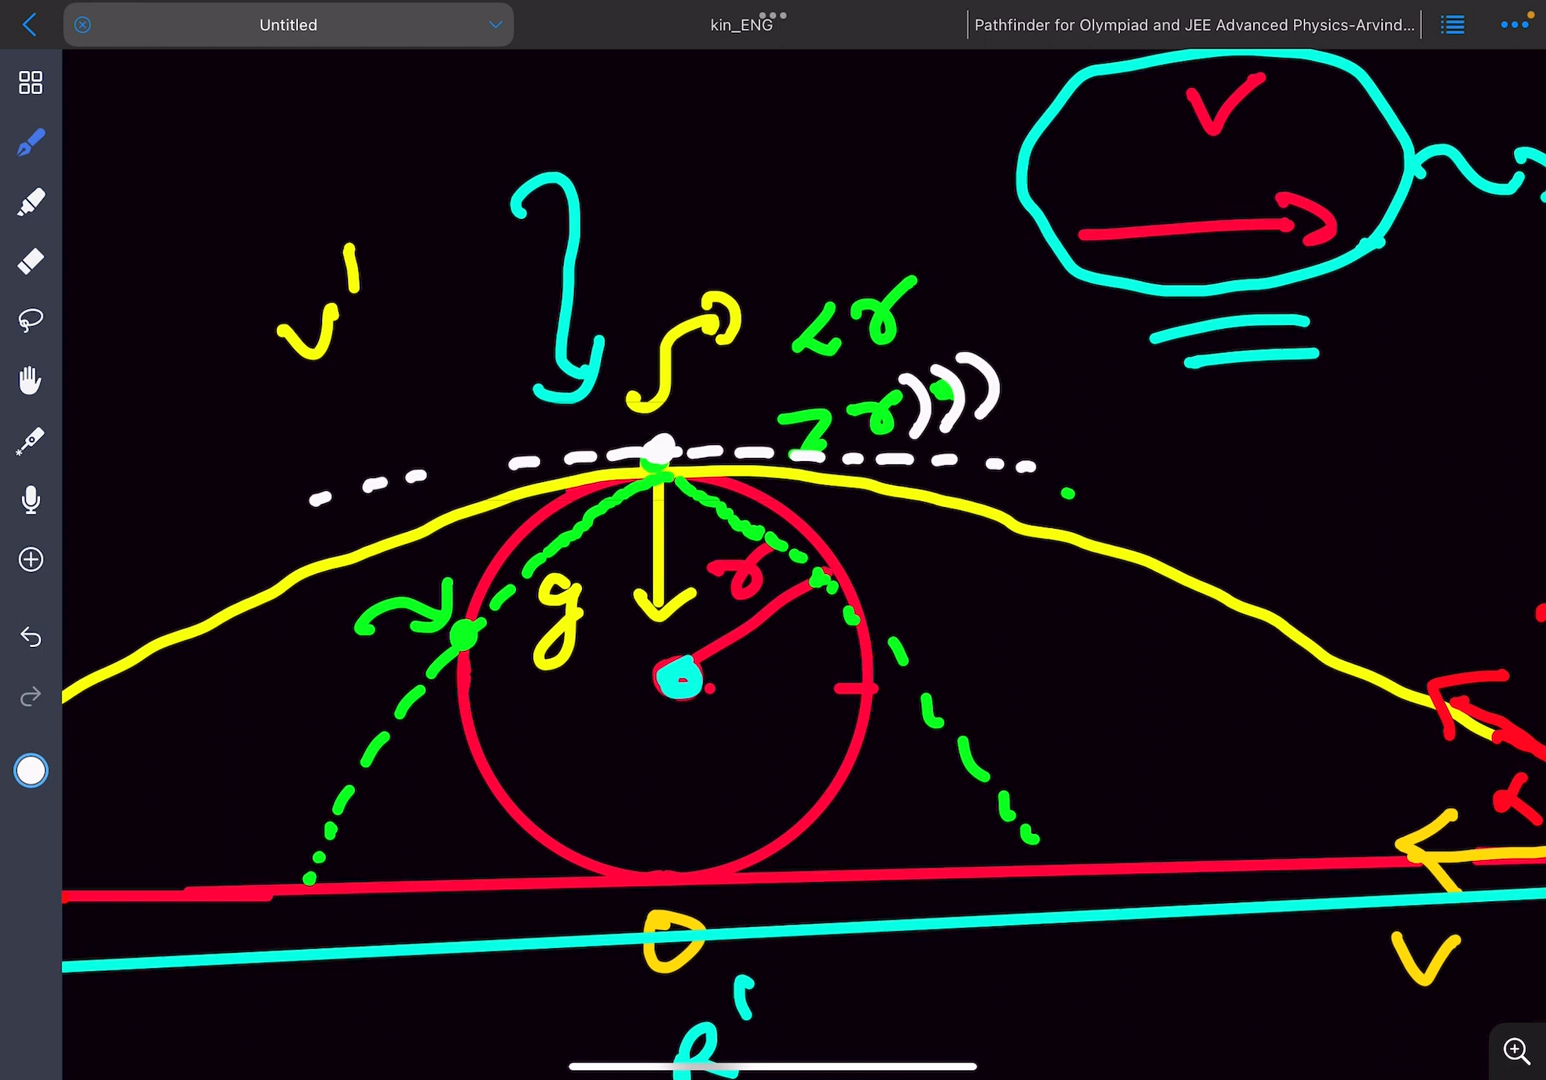 Untitled
kin_ENG
Pathfinder for Olympiad and JEE Advanced Physics-Arvind...
V
V'
< r
> r
r
g
V